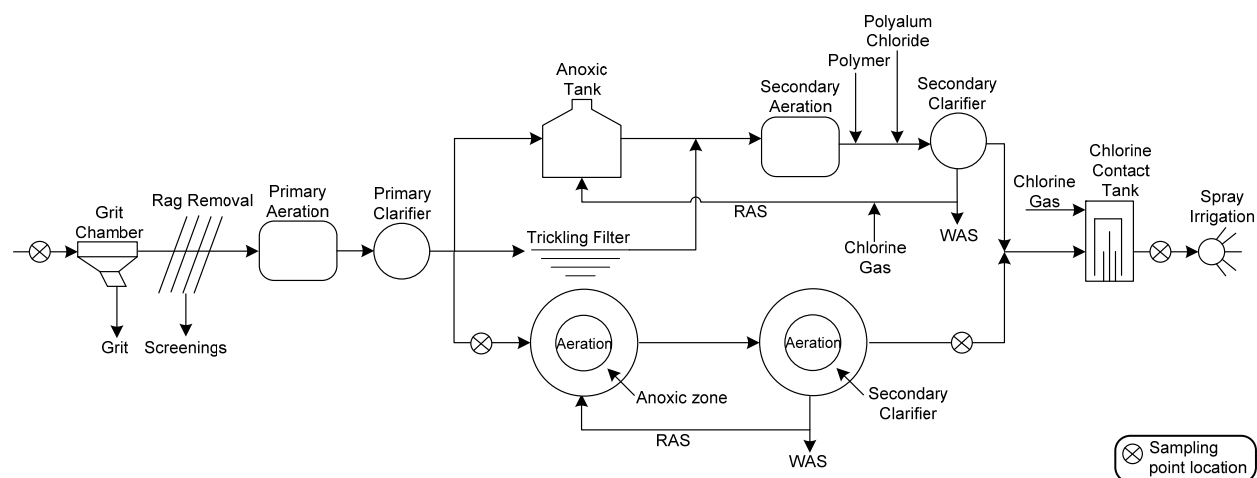 Polyalum
Chloride
Polymer
Anoxic
Tank
Secondary
Aeration
Secondary
Clarifier
Grit
Chamber
Rag Removal
Primary
Aeration
Primary
Clarifier
RAS
WAS
Chlorine
Gas
Trickling Filter
Chlorine
Gas
Chlorine
Contact
Tank
Spray
Irrigation
Grit
Screenings
Aeration
Anoxic zone
Aeration
Secondary
Clarifier
RAS
WAS
Sampling
point location